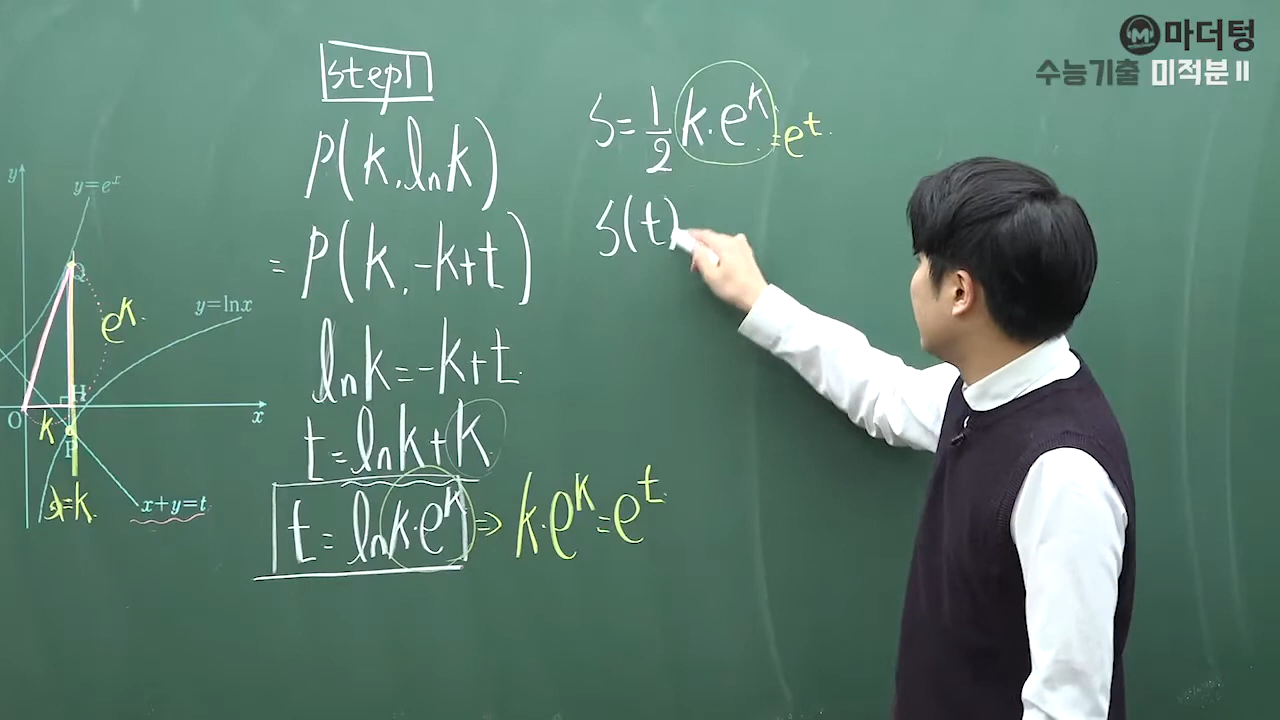 마더텅
수능기출 미적분 II
step1
P(k, ln k)
= P(k, -k+t)
ln k = -k+t
t = ln k + k
t = ln k·e^k ⇒ k·e^k = e^t
S = 1/2 k·e^k = e^t
S(t)
y
y=e^x
Q
e^k
y=ln x
H
O
x
k
P
x=k
x+y=t